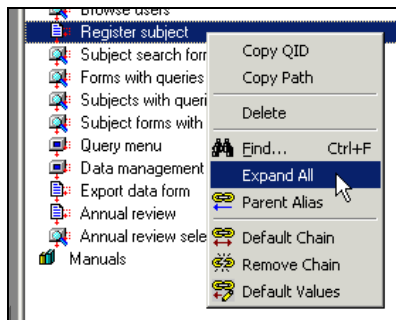 Browse users
Register subject
Subject search form
Forms with queries
Subjects with queri
Subject forms with
Query menu
Data management
Export data form
Annual review
Annual review sele
Manuals
Copy QID
Copy Path
Delete
Find... Ctrl+F
Expand All
Parent Alias
Default Chain
Remove Chain
Default Values